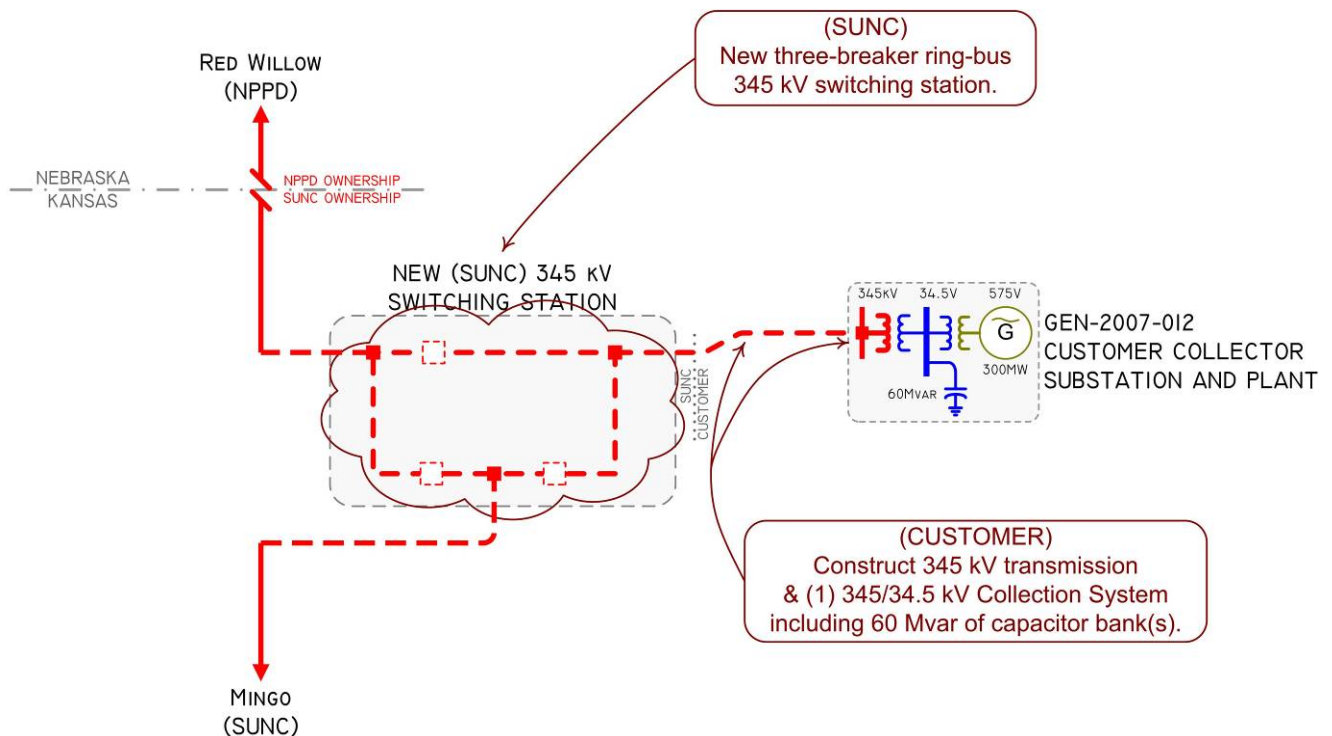 (SUNC)
New three-breaker ring-bus
345 kV switching station.
RED WILLOW
(NPPD)
NEBRASKA
KANSAS
NPPD OWNERSHIP
SUNC OWNERSHIP
NEW (SUNC) 345 KV
SWITCHING STATION
SUNC
CUSTOMER
345KV
34.5V
575V
G
300MW
60MVAR
GEN-2007-012
CUSTOMER COLLECTOR
SUBSTATION AND PLANT
(CUSTOMER)
Construct 345 kV transmission
& (1) 345/34.5 kV Collection System
including 60 Mvar of capacitor bank(s).
MINGO
(SUNC)